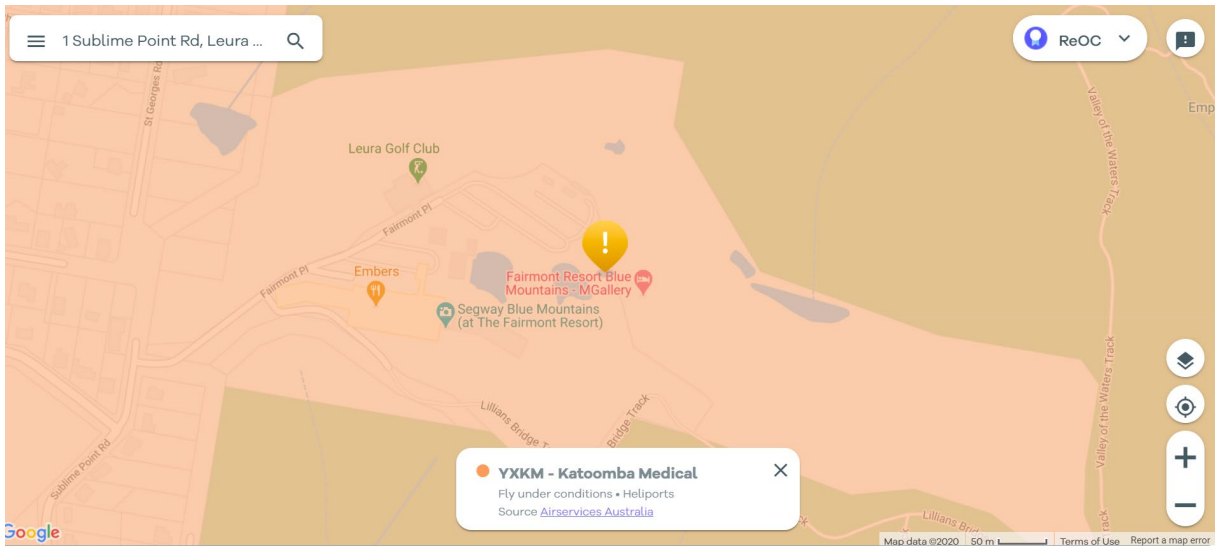 1 Sublime Point Rd, Leura ...
ReOC
St Georges Rd
Valley of the Waters Track
Emp
Leura Golf Club
Fairmont Pl
Fairmont Pl
Embers
Fairmont Resort Blue
Mountains - MGallery
Segway Blue Mountains
(at The Fairmont Resort)
Valley of the Waters Track
Lillians Bridge T
Bridge Track
Sublime Point Rd
YXKM - Katoomba Medical
Fly under conditions • Heliports
Source Airservices Australia
Lillians Bri
rack
Google
Map data ©2020
50 m
Terms of Use
Report a map error